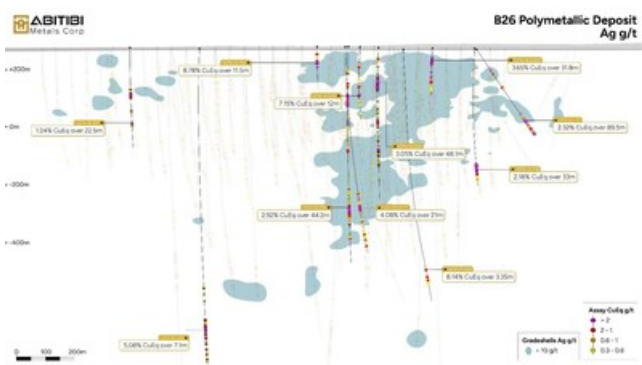 ABITIBI
Metals Corp
B26 Polymetallic Deposit
Ag g/t
+200m
8.78% CuEq over 11.5m
3.65% CuEq over 31.8m
7.15% CuEq over 12m
+0m
1.24% CuEq over 22.5m
2.32% CuEq over 89.5m
3.01% CuEq over 48.1m
2.18% CuEq over 33m
-200m
2.92% CuEq over 44.2m
4.08% CuEq over 21m
-400m
8.14% CuEq over 3.35m
5.08% CuEq over 7.1m
Assay CuEq g/t
> 2
2 - 1
0.6 - 1
0.3 - 0.6
Gradeshells Ag g/t
> 10 g/t
0 100 200m